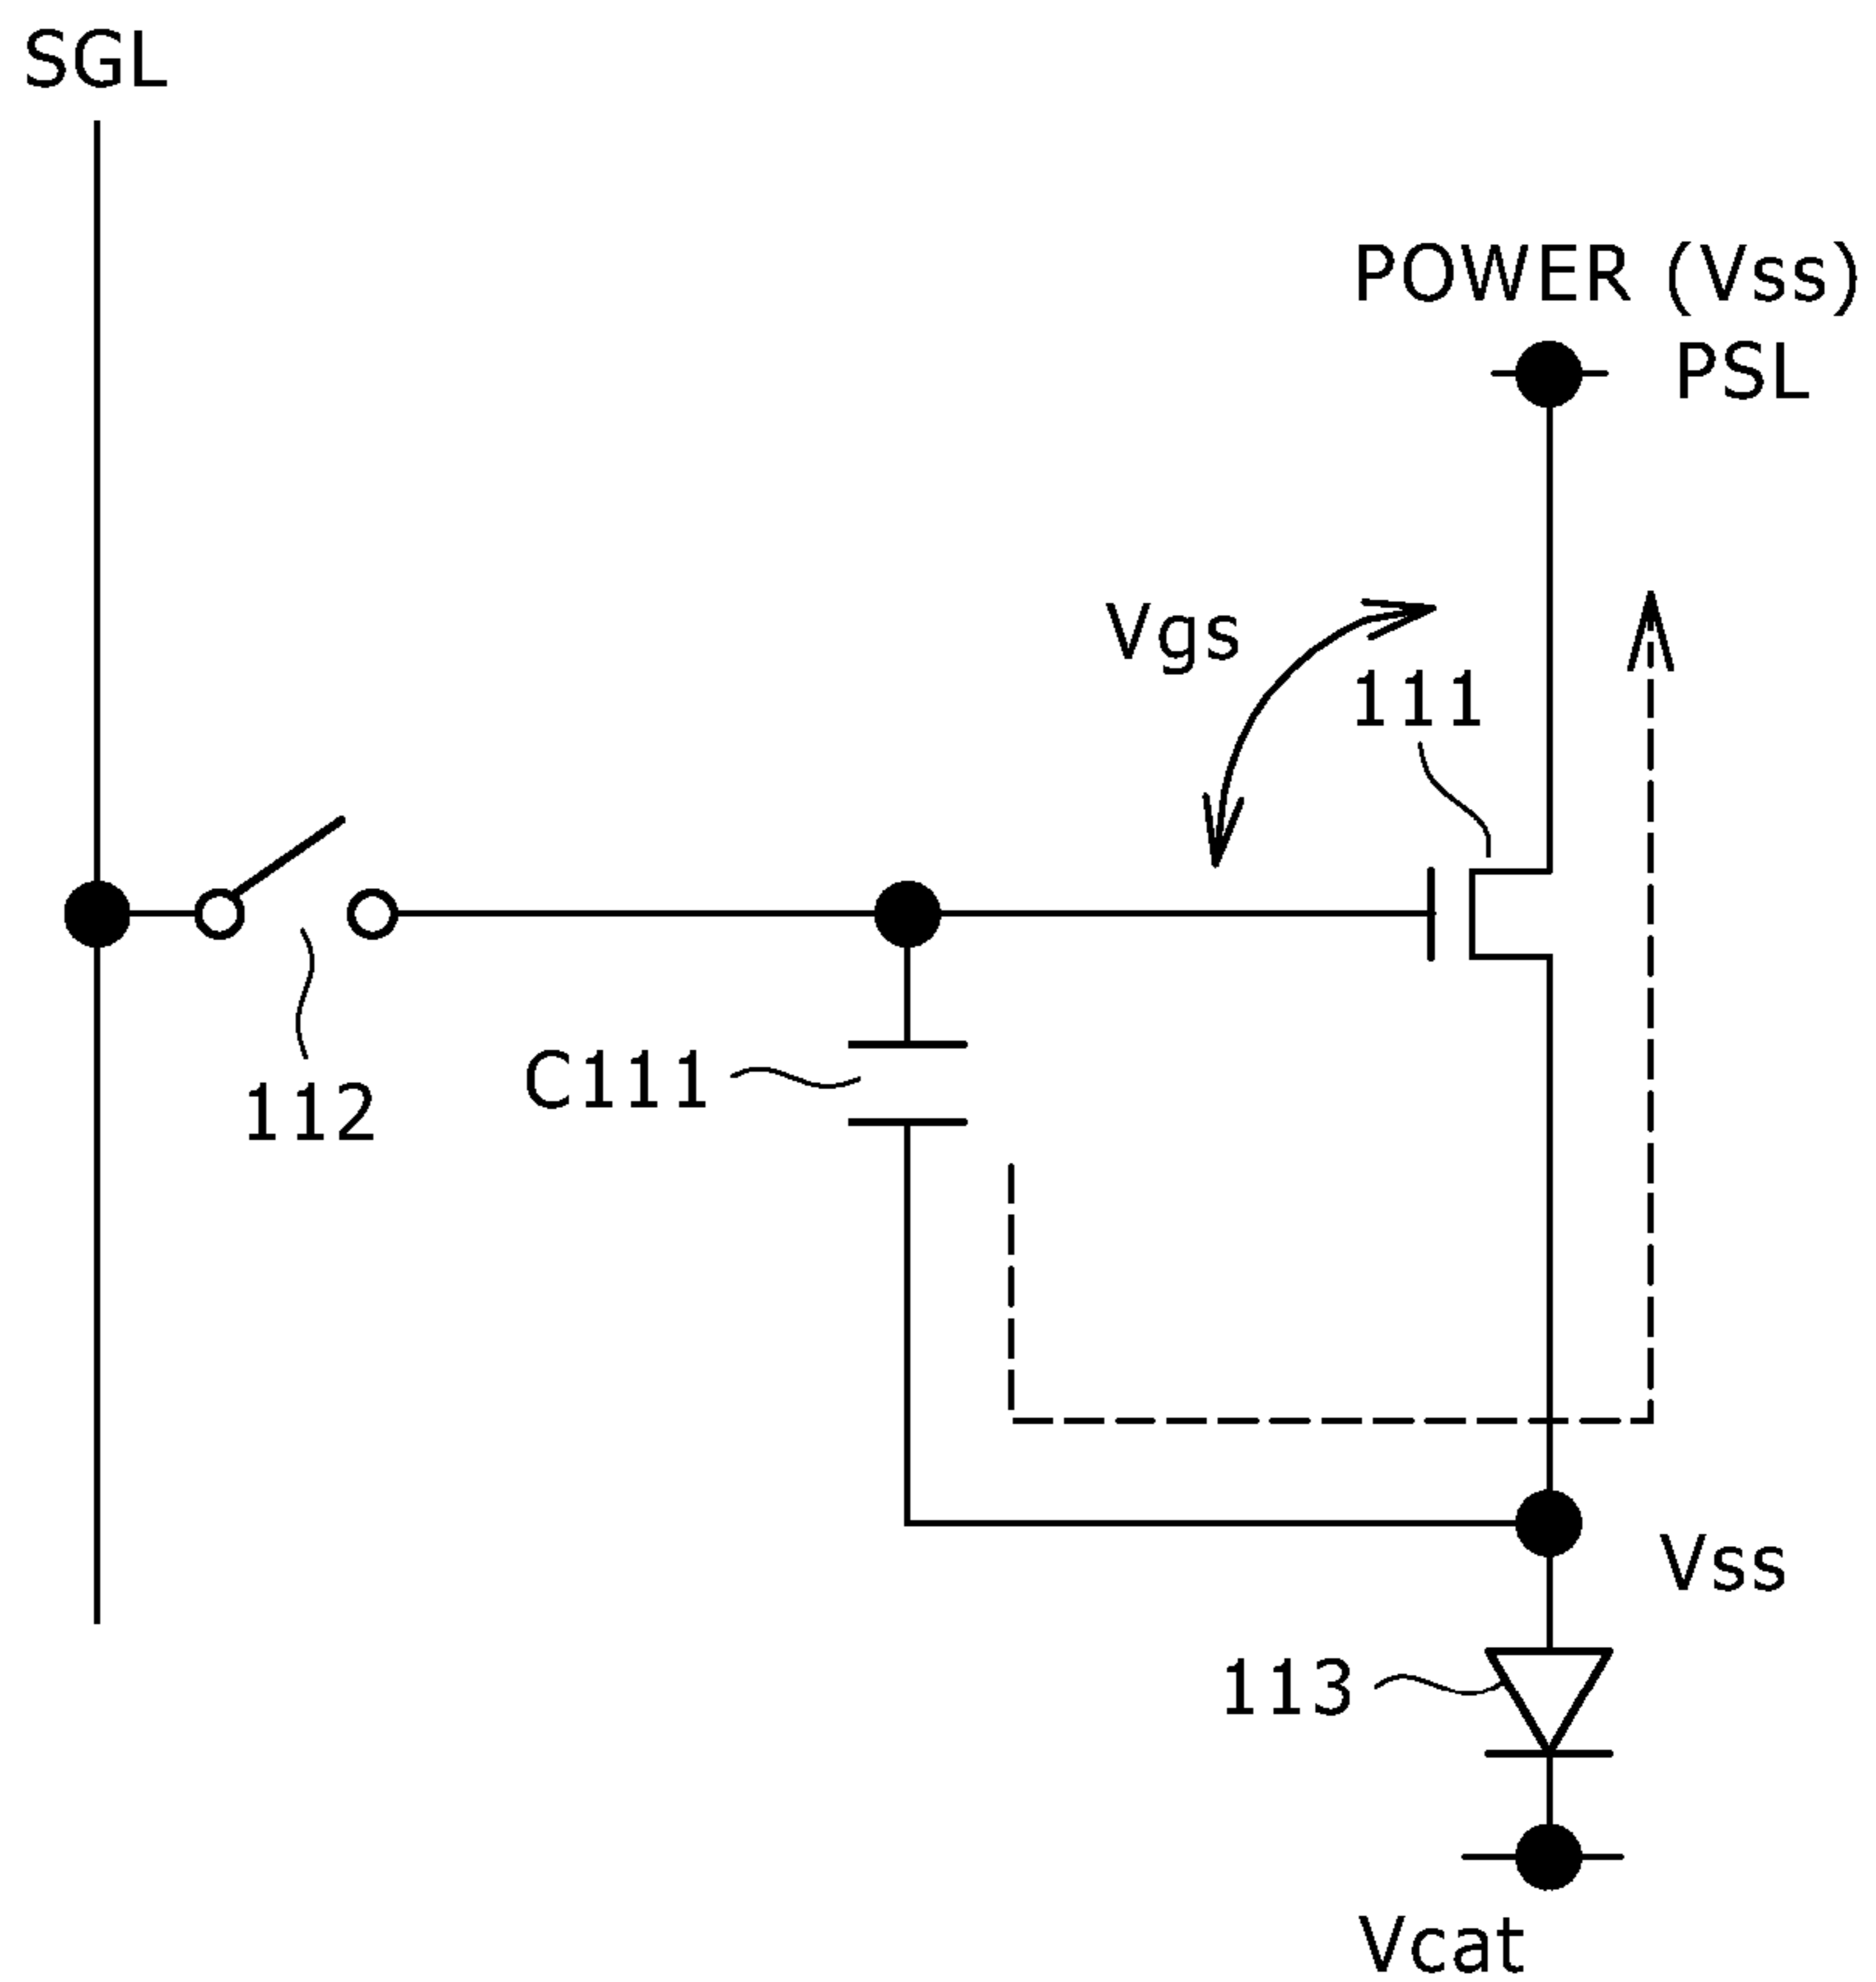 SGL
POWER (Vss)
PSL
Vgs
111
C111
112
Vss
113
Vcat